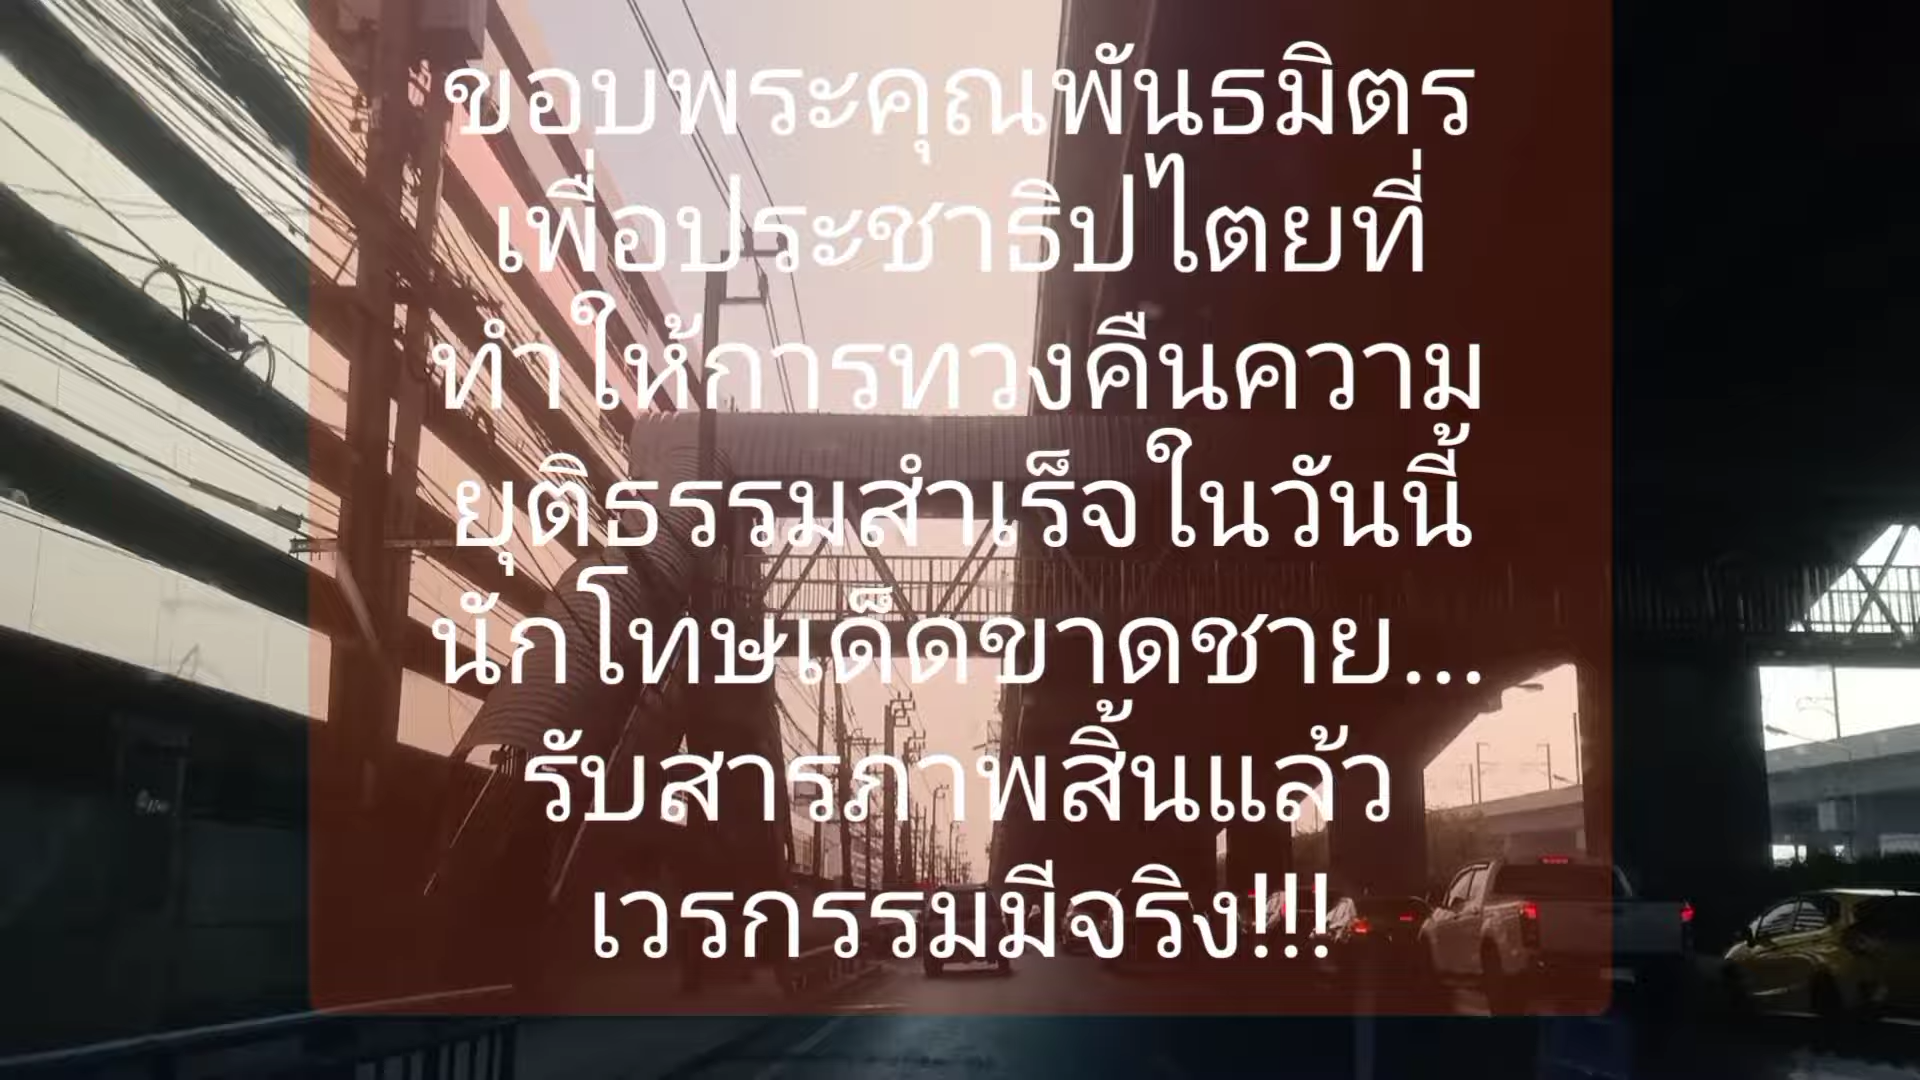 ขอบพระคุณพันธมิตร
เพื่อประชาธิปไตยที่
ทำให้การทวงคืนความ
ยุติธรรมสำเร็จในวันนี้
นักโทษเด็ดขาดชาย...
รับสารภาพสิ้นแล้ว
เวรกรรมมีจริง!!!